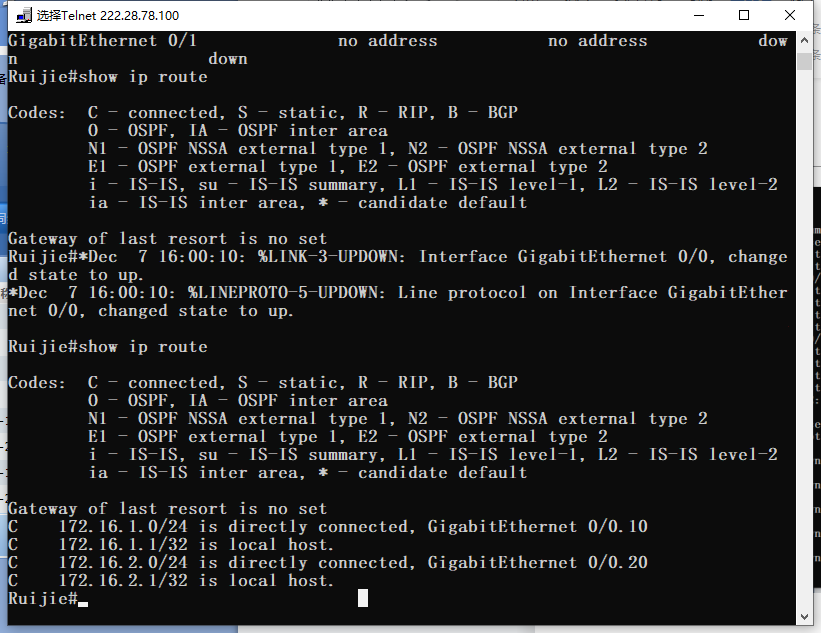 选择Telnet 222.28.78.100
GigabitEthernet 0/1 no address no address dow
n down
Ruijie#show ip route
Codes: C - connected, S - static, R - RIP, B - BGP
O - OSPF, IA - OSPF inter area
N1 - OSPF NSSA external type 1, N2 - OSPF NSSA external type 2
E1 - OSPF external type 1, E2 - OSPF external type 2
i - IS-IS, su - IS-IS summary, L1 - IS-IS level-1, L2 - IS-IS level-2
ia - IS-IS inter area, * - candidate default
Gateway of last resort is no set
Ruijie#*Dec 7 16:00:10: %LINK-3-UPDOWN: Interface GigabitEthernet 0/0, change
d state to up.
*Dec 7 16:00:10: %LINEPROTO-5-UPDOWN: Line protocol on Interface GigabitEther
net 0/0, changed state to up.
Ruijie#show ip route
Codes: C - connected, S - static, R - RIP, B - BGP
O - OSPF, IA - OSPF inter area
N1 - OSPF NSSA external type 1, N2 - OSPF NSSA external type 2
E1 - OSPF external type 1, E2 - OSPF external type 2
i - IS-IS, su - IS-IS summary, L1 - IS-IS level-1, L2 - IS-IS level-2
ia - IS-IS inter area, * - candidate default
Gateway of last resort is no set
C 172.16.1.0/24 is directly connected, GigabitEthernet 0/0.10
C 172.16.1.1/32 is local host.
C 172.16.2.0/24 is directly connected, GigabitEthernet 0/0.20
C 172.16.2.1/32 is local host.
Ruijie#